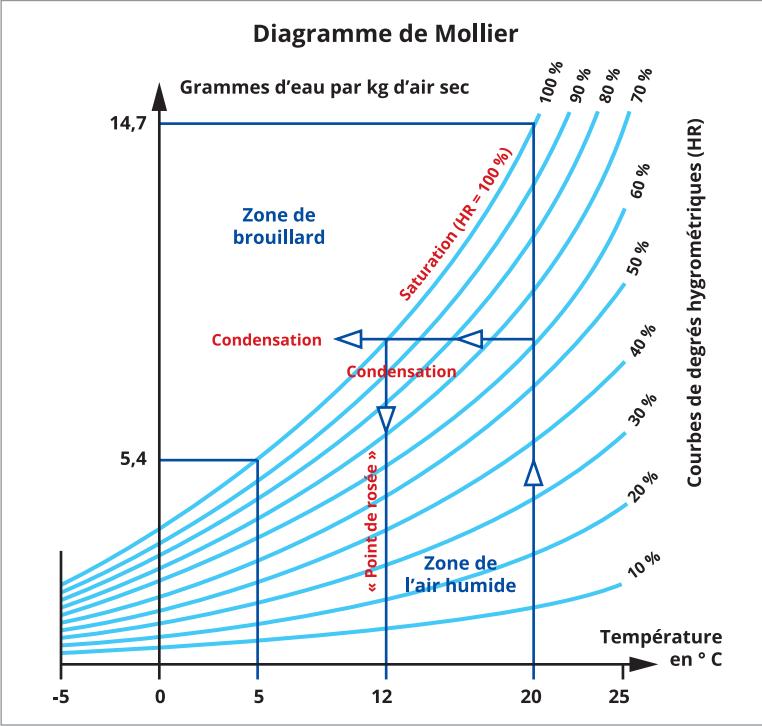 Diagramme de Mollier
Grammes d’eau par kg d’air sec
100 %
90 %
80 %
70 %
60 %
50 %
40 %
30 %
20 %
10 %
Courbes de degrés hygrométriques (HR)
14,7
5,4
Zone de
brouillard
Saturation (HR = 100 %)
Condensation
Condensation
« Point de rosée »
Zone de
l’air humide
Température
en ° C
-5
0
5
12
20
25